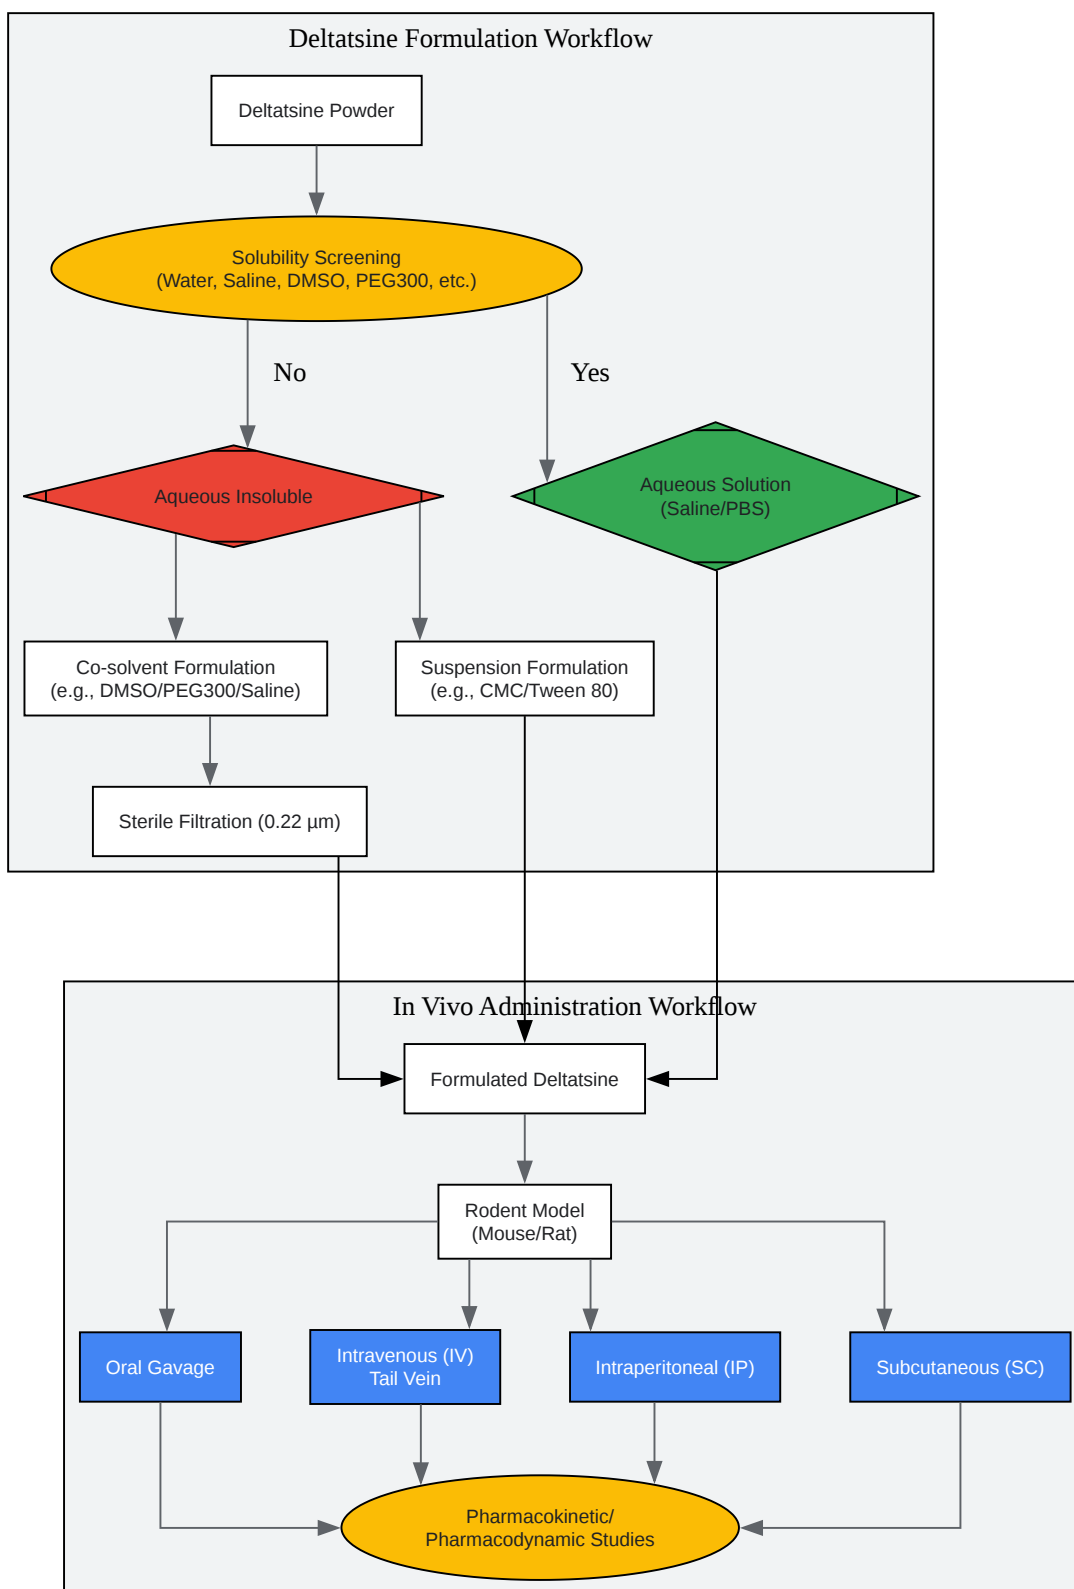 Deltatsine Formulation Workflow
Deltatsine Powder
Solubility Screening
(Water, Saline, DMSO, PEG300, etc.)
No
Yes
Aqueous Insoluble
Aqueous Solution
(Saline/PBS)
Co-solvent Formulation
(e.g., DMSO/PEG300/Saline)
Suspension Formulation
(e.g., CMC/Tween 80)
Sterile Filtration (0.22 µm)
In Vivo Administration Workflow
Formulated Deltatsine
Rodent Model
(Mouse/Rat)
Oral Gavage
Intravenous (IV)
Tail Vein
Intraperitoneal (IP)
Subcutaneous (SC)
Pharmacokinetic/
Pharmacodynamic Studies